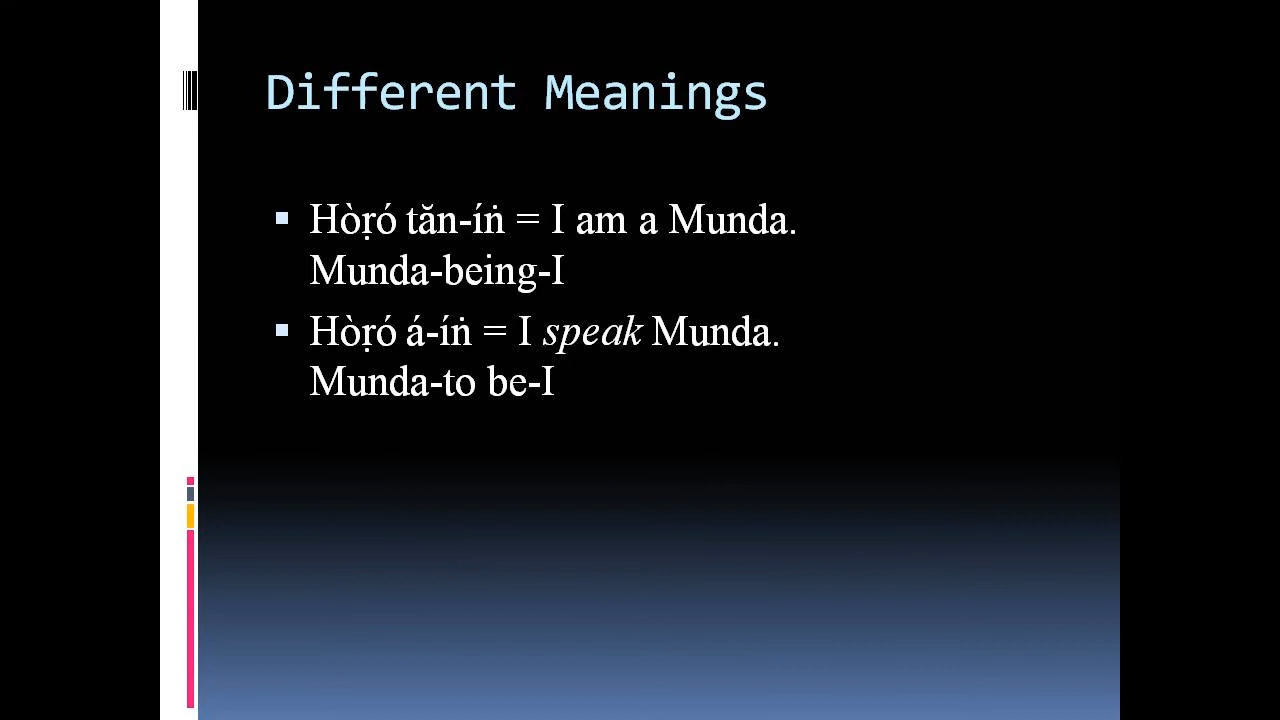 Different Meanings
Hòṛó tăn-íṅ = I am a Munda.
Munda-being-I
Hòṛó á-íṅ = I speak Munda.
Munda-to be-I